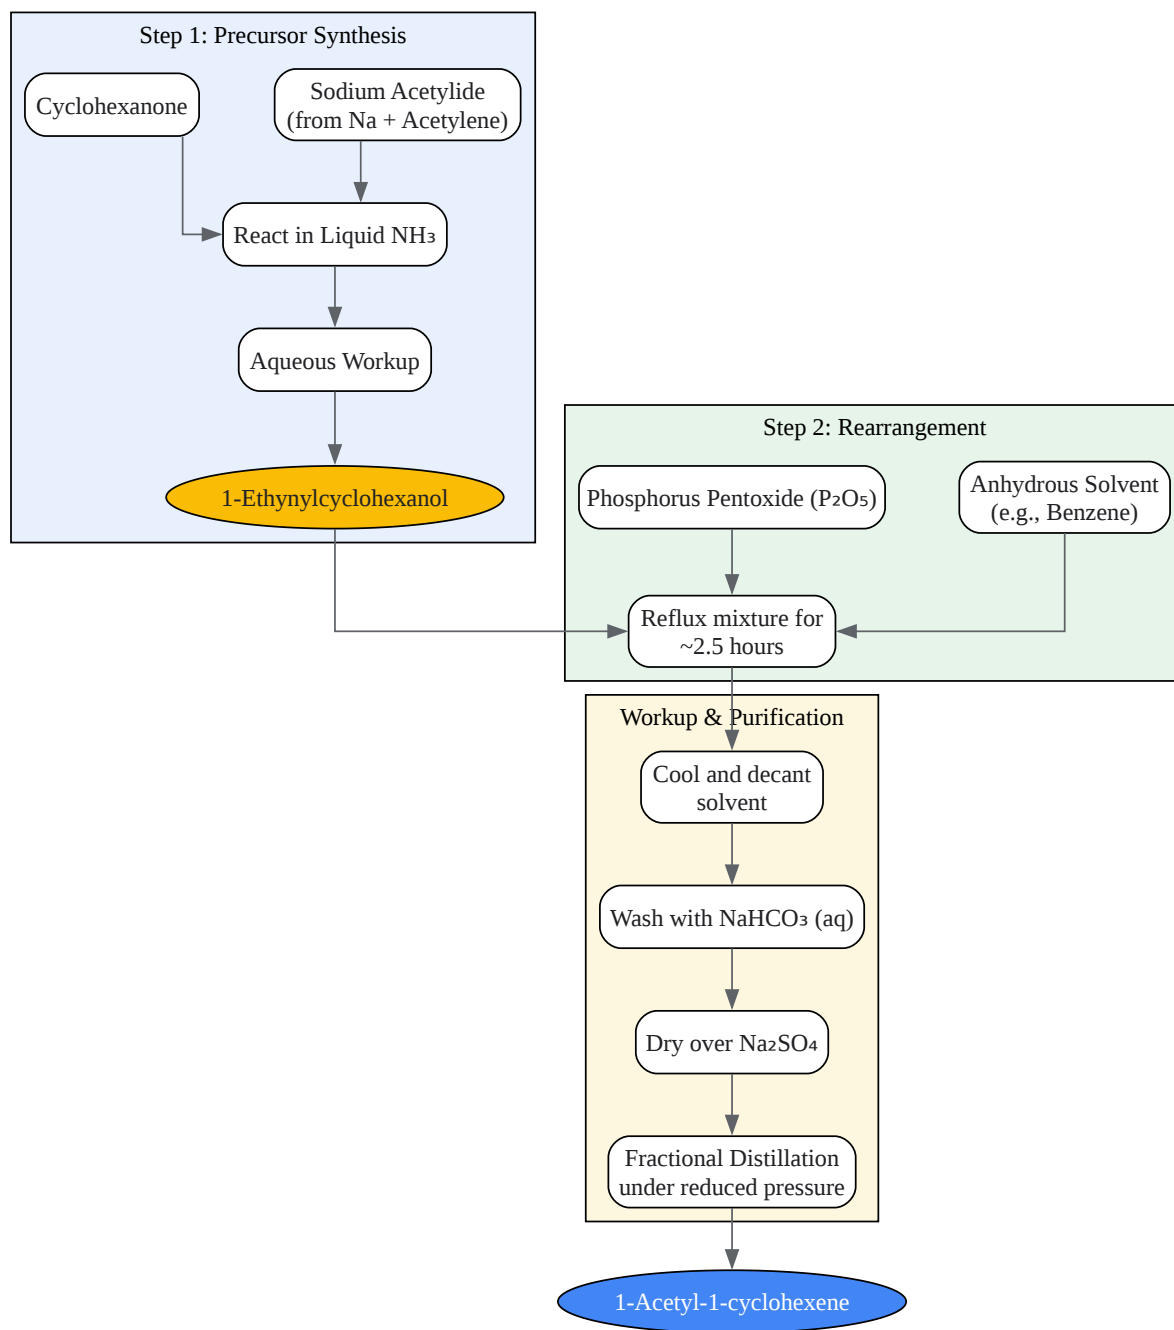 Step 1: Precursor Synthesis
Cyclohexanone
Sodium Acetylide
(from Na + Acetylene)
React in Liquid NH₃
Aqueous Workup
1-Ethynylcyclohexanol
Step 2: Rearrangement
Phosphorus Pentoxide (P₂O₅)
Anhydrous Solvent
(e.g., Benzene)
Reflux mixture for
~2.5 hours
Workup & Purification
Cool and decant
solvent
Wash with NaHCO₃ (aq)
Dry over Na₂SO₄
Fractional Distillation
under reduced pressure
1-Acetyl-1-cyclohexene